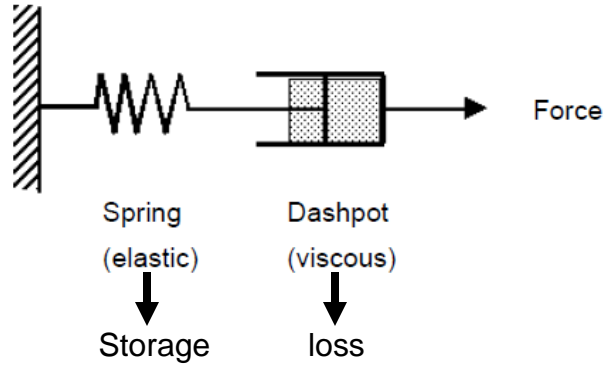 Force
Spring Dashpot
(elastic) (viscous)
Storage loss